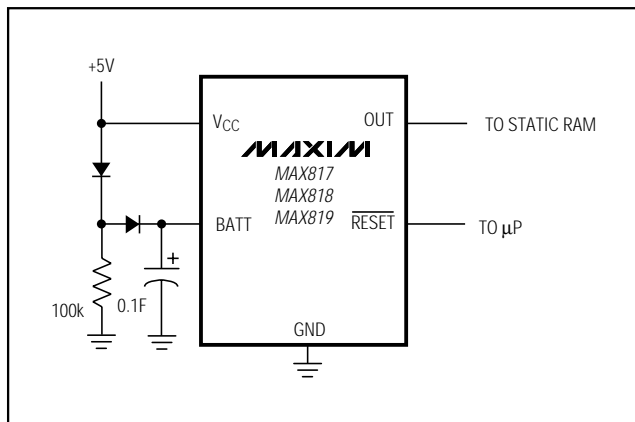 +5V
VCC
OUT
TO STATIC RAM
MAXIM
MAX817
MAX818
MAX819
BATT
RESET
TO µP
+
100k
0.1F
GND